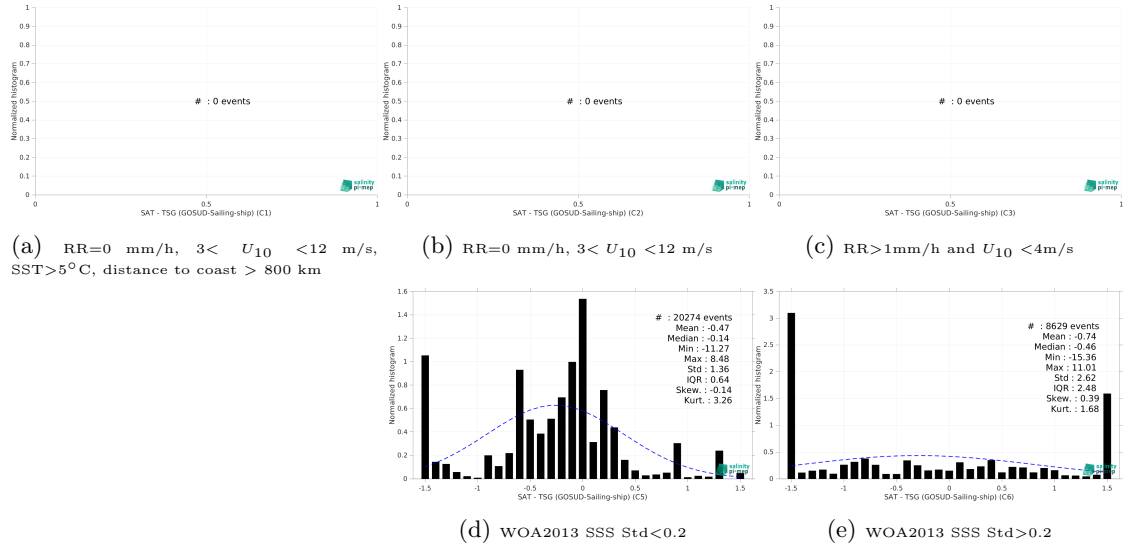 1
0.9
0.8
0.7
0.6
0.5
0.4
0.3
0.2
0.1
0
Normalized histogram
# : 0 events
salinity
pi-mep
0 0.5 1
SAT - TSG (GOSUD-Sailing-ship) (C1)
1
0.9
0.8
0.7
0.6
0.5
0.4
0.3
0.2
0.1
0
Normalized histogram
# : 0 events
salinity
pi-mep
0 0.5 1
SAT - TSG (GOSUD-Sailing-ship) (C2)
1
0.9
0.8
0.7
0.6
0.5
0.4
0.3
0.2
0.1
0
Normalized histogram
# : 0 events
salinity
pi-mep
0 0.5 1
SAT - TSG (GOSUD-Sailing-ship) (C3)
(a) RR=0 mm/h, 3< U10 <12 m/s,
SST>5°C, distance to coast > 800 km
(b) RR=0 mm/h, 3< U10 <12 m/s
(c) RR>1mm/h and U10 <4m/s
1.6
1.4
1.2
1
0.8
0.6
0.4
0.2
0
Normalized histogram
# : 20274 events
Mean : -0.47
Median : -0.14
Min : -11.27
Max : 8.48
Std : 1.36
IQR : 0.64
Skew. : -0.14
Kurt. : 3.26
salinity
pi-mep
-1.5 -1 -0.5 0 0.5 1 1.5
SAT - TSG (GOSUD-Sailing-ship) (C5)
3.5
3
2.5
2
1.5
1
0.5
0
Normalized histogram
# : 8629 events
Mean : -0.74
Median : -0.46
Min : -15.36
Max : 11.01
Std : 2.62
IQR : 2.48
Skew. : 0.39
Kurt. : 1.68
salinity
pi-mep
-1.5 -1 -0.5 0 0.5 1 1.5
SAT - TSG (GOSUD-Sailing-ship) (C6)
(d) WOA2013 SSS Std<0.2
(e) WOA2013 SSS Std>0.2